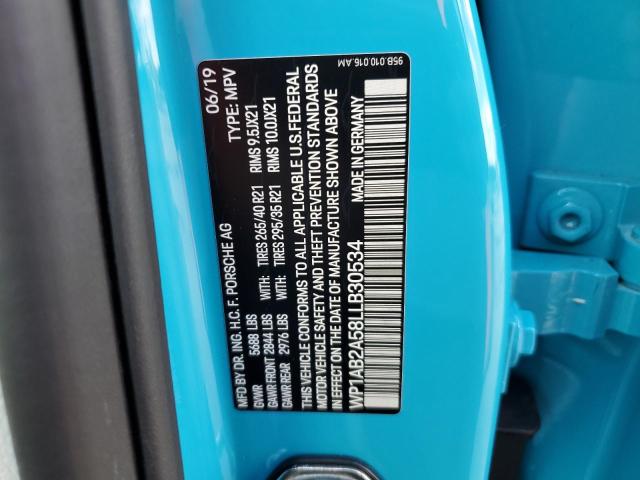 MFD BY DR. ING. H.C. F. PORSCHE AG 06/19
GVWR 5688 LBS TYPE: MPV
GAWR FRONT 2844 LBS WITH: TIRES 265/40 R21 RIMS 9.5JX21
GAWR REAR 2976 LBS WITH: TIRES 295/35 R21 RIMS 10.0JX21
THIS VEHICLE CONFORMS TO ALL APPLICABLE U.S.FEDERAL
MOTOR VEHICLE SAFETY AND THEFT PREVENTION STANDARDS
IN EFFECT ON THE DATE OF MANUFACTURE SHOWN ABOVE
WP1AB2A58LLB30534 MADE IN GERMANY
95B.010.016.AM